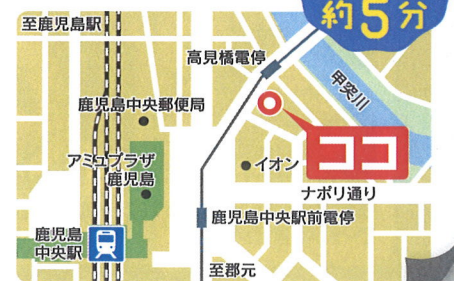 約5分
至鹿児島駅
高見橋電停
甲突川
鹿児島中央郵便局
アミュプラザ
鹿児島
イオン
ココ
ナポリ通り
鹿児島中央駅前電停
鹿児島
中央駅
至郡元